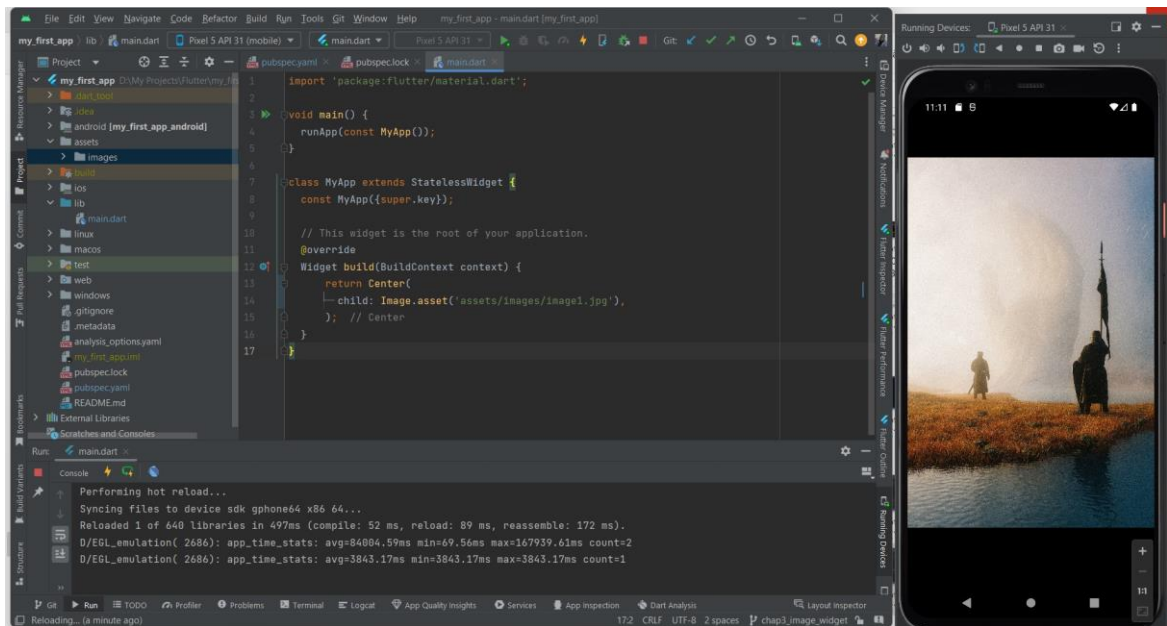 File Edit View Navigate Code Refactor Build Run Tools Git Window Help my_first_app - main.dart [my_first_app]
Running Devices: Pixel 5 API 31
my_first_app lib main.dart Pixel 5 API 31 (mobile) main.dart Pixel 5 API 31 Git:
Project
pubspec.yaml
pubspec.lock
main.dart
Resource Manager
Project
Commit
Pull Requests
Bookmarks
Build Variants
Structure
my_first_app D:\My Projects\Flutter\my_fir
.dart_tool
.idea
android [my_first_app_android]
assets
images
build
ios
lib
main.dart
linux
macos
test
web
windows
.gitignore
.metadata
analysis_options.yaml
my_first_app.iml
pubspec.lock
pubspec.yaml
README.md
External Libraries
Scratches and Consoles
1 import 'package:flutter/material.dart';
2
3 void main() {
4 runApp(const MyApp());
5 }
6
7 class MyApp extends StatelessWidget {
8 const MyApp({super.key});
9
10 // This widget is the root of your application.
11 @override
12 Widget build(BuildContext context) {
13 return Center(
14 child: Image.asset('assets/images/image1.jpg'),
15 ); // Center
16 }
17 }
Device Manager
Notifications
Flutter Inspector
Flutter Performance
Flutter Outline
Running Devices
11:11
1:1
Run: main.dart
Console
Performing hot reload...
Syncing files to device sdk gphone64 x86 64...
Reloaded 1 of 640 libraries in 497ms (compile: 52 ms, reload: 89 ms, reassemble: 172 ms).
D/EGL_emulation( 2686): app_time_stats: avg=84004.59ms min=69.56ms max=167939.61ms count=2
D/EGL_emulation( 2686): app_time_stats: avg=3843.17ms min=3843.17ms max=3843.17ms count=1
Git Run TODO Profiler Problems Terminal Logcat App Quality Insights Services App Inspection Dart Analysis Layout Inspector
Reloading... (a minute ago) 17:2 CRLF UTF-8 2 spaces chap3_image_widget